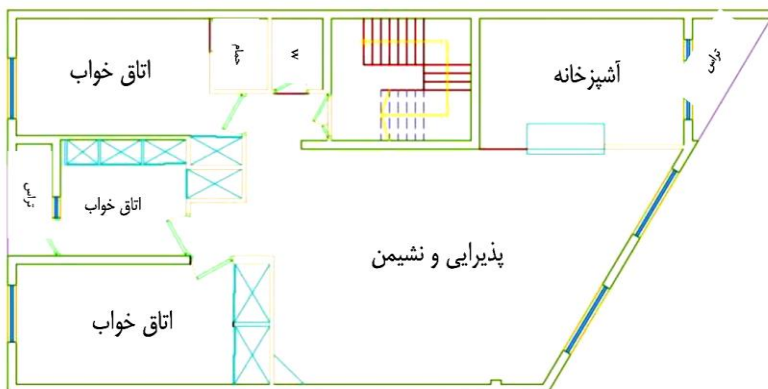 اتاق خواب
حمام
W
آشپزخانه
تراس
تراس
اتاق خواب
پذیرایی و نشیمن
اتاق خواب